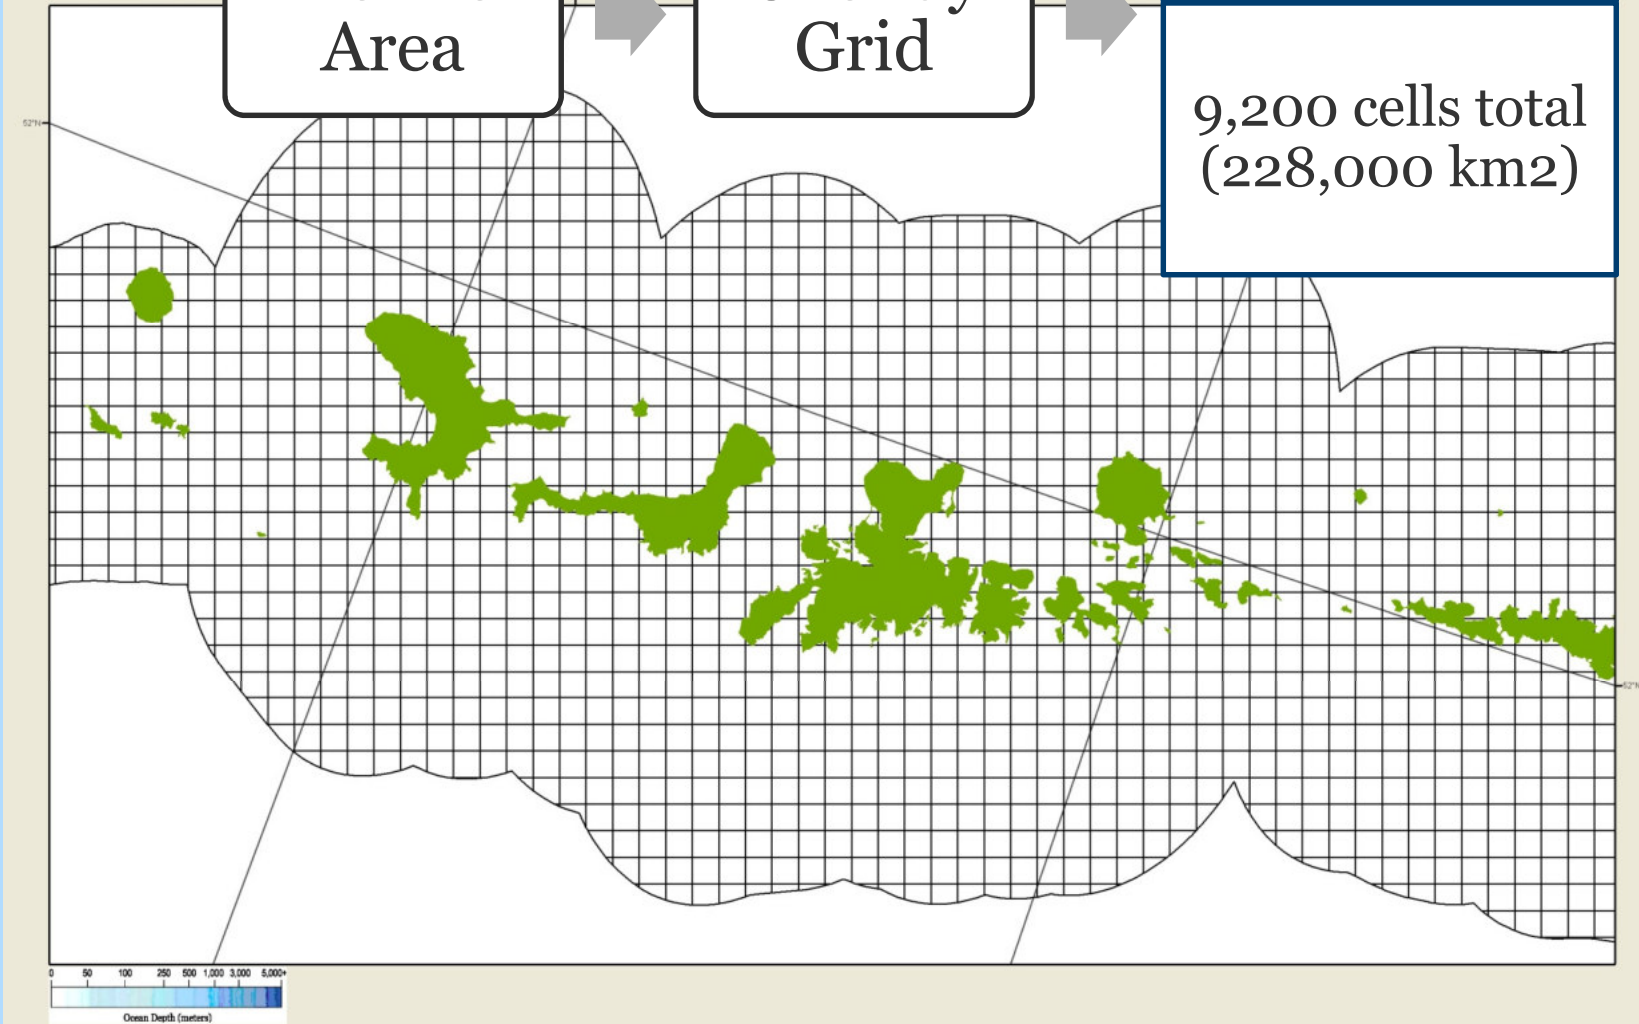 Area
Grid
9,200 cells total
(228,000 km2)
52°N
52°N
0 50 100 250 500 1,000 3,000 5,000+
Ocean Depth (meters)